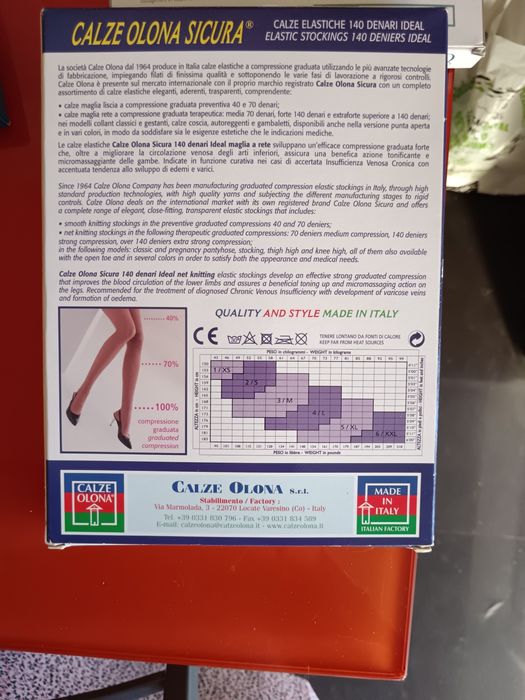 CALZE OLONA SICURA®
CALZE ELASTICHE 140 DENARI IDEAL
ELASTIC STOCKINGS 140 DENIERS IDEAL
La società Calze Olona dal 1964 produce in Italia calze elastiche a compressione graduata utilizzando le più avanzate tecnologie
di fabbricazione, impiegando filati di finissima qualità e sottoponendo le varie fasi di lavorazione a rigorosi controlli.
Calze Olona è presente sul mercato internazionale con il proprio marchio registrato Calze Olona Sicura con un completo
assortimento di calze elastiche eleganti, aderenti, trasparenti, comprendente:
• calze maglia liscia a compressione graduata preventiva 40 e 70 denari;
• calze maglia rete a compressione graduata terapeutica: media 70 denari, forte 140 denari e extraforte superiore a 140 denari;
nei modelli collant classici e gestanti, calze coscia, autoreggenti e gambaletti, disponibili anche nella versione punta aperta
e in vari colori, in modo da soddisfare sia le esigenze estetiche che le indicazioni mediche.
Le calze elastiche Calze Olona Sicura 140 denari Ideal maglia a rete sviluppano un'efficace compressione graduata forte
che, oltre a migliorare la circolazione venosa degli arti inferiori, assicura una benefica azione tonificante e
micromassaggiante delle gambe. Indicate in funzione curativa nei casi di accertata Insufficienza Venosa Cronica con
accentuata tendenza allo sviluppo di edemi e varici.
Since 1964 Calze Olona Company has been manufacturing graduated compression elastic stockings in Italy, through high
standard production technologies, with high quality yarns and subjecting the different manufacturing stages to rigid
controls. Calze Olona deals on the international market with its own registered brand Calze Olona Sicura and offers
a complete range of elegant, close-fitting, transparent elastic stockings that includes:
• smooth knitting stockings in the preventive graduated compressions 40 and 70 deniers;
• net knitting stockings of the following therapeutic graduated compressions: 70 deniers medium compression, 140 deniers
strong compression, over 140 deniers extra strong compression;
in the following models: classic and pregnancy pantyhose, stocking, thigh high and knee high, all of them also available
with the open toe and in several colors in order to satisfy both the appearance and medical needs.
Calze Olona Sicura 140 denari Ideal net knitting elastic stockings develop an effective strong graduated compression
that improves the blood circulation of the lower limbs and assures a beneficial toning up and micromassaging action on
the legs. Recommended for the treatment of diagnosed Chronic Venous Insufficiency with development of varicose veins
and formation of oedema.
QUALITY AND STYLE MADE IN ITALY
40%
70%
100%
compressione
graduata
graduated
compression
CE
TENERE LONTANO DA FONTI DI CALORE
KEEP FAR FROM HEAT SOURCES
PESO in chilogrammi - WEIGHT in kilograms
1/XS
2/S
3/M
4/L
5/XL
6/XXL
PESO in libbre - WEIGHT in pounds
CALZE
OLONA®
CALZE OLONA s.r.l.
Stabilimento / Factory :
Via Marmolada, 3 - 22070 Locate Varesino (Co) - Italy
Tel. +39 0331 830 796 - Fax +39 0331 834 589
E-mail: calzeolona@calzeolona.it - www.calzeolona.it
MADE
IN
ITALY
ITALIAN FACTORY